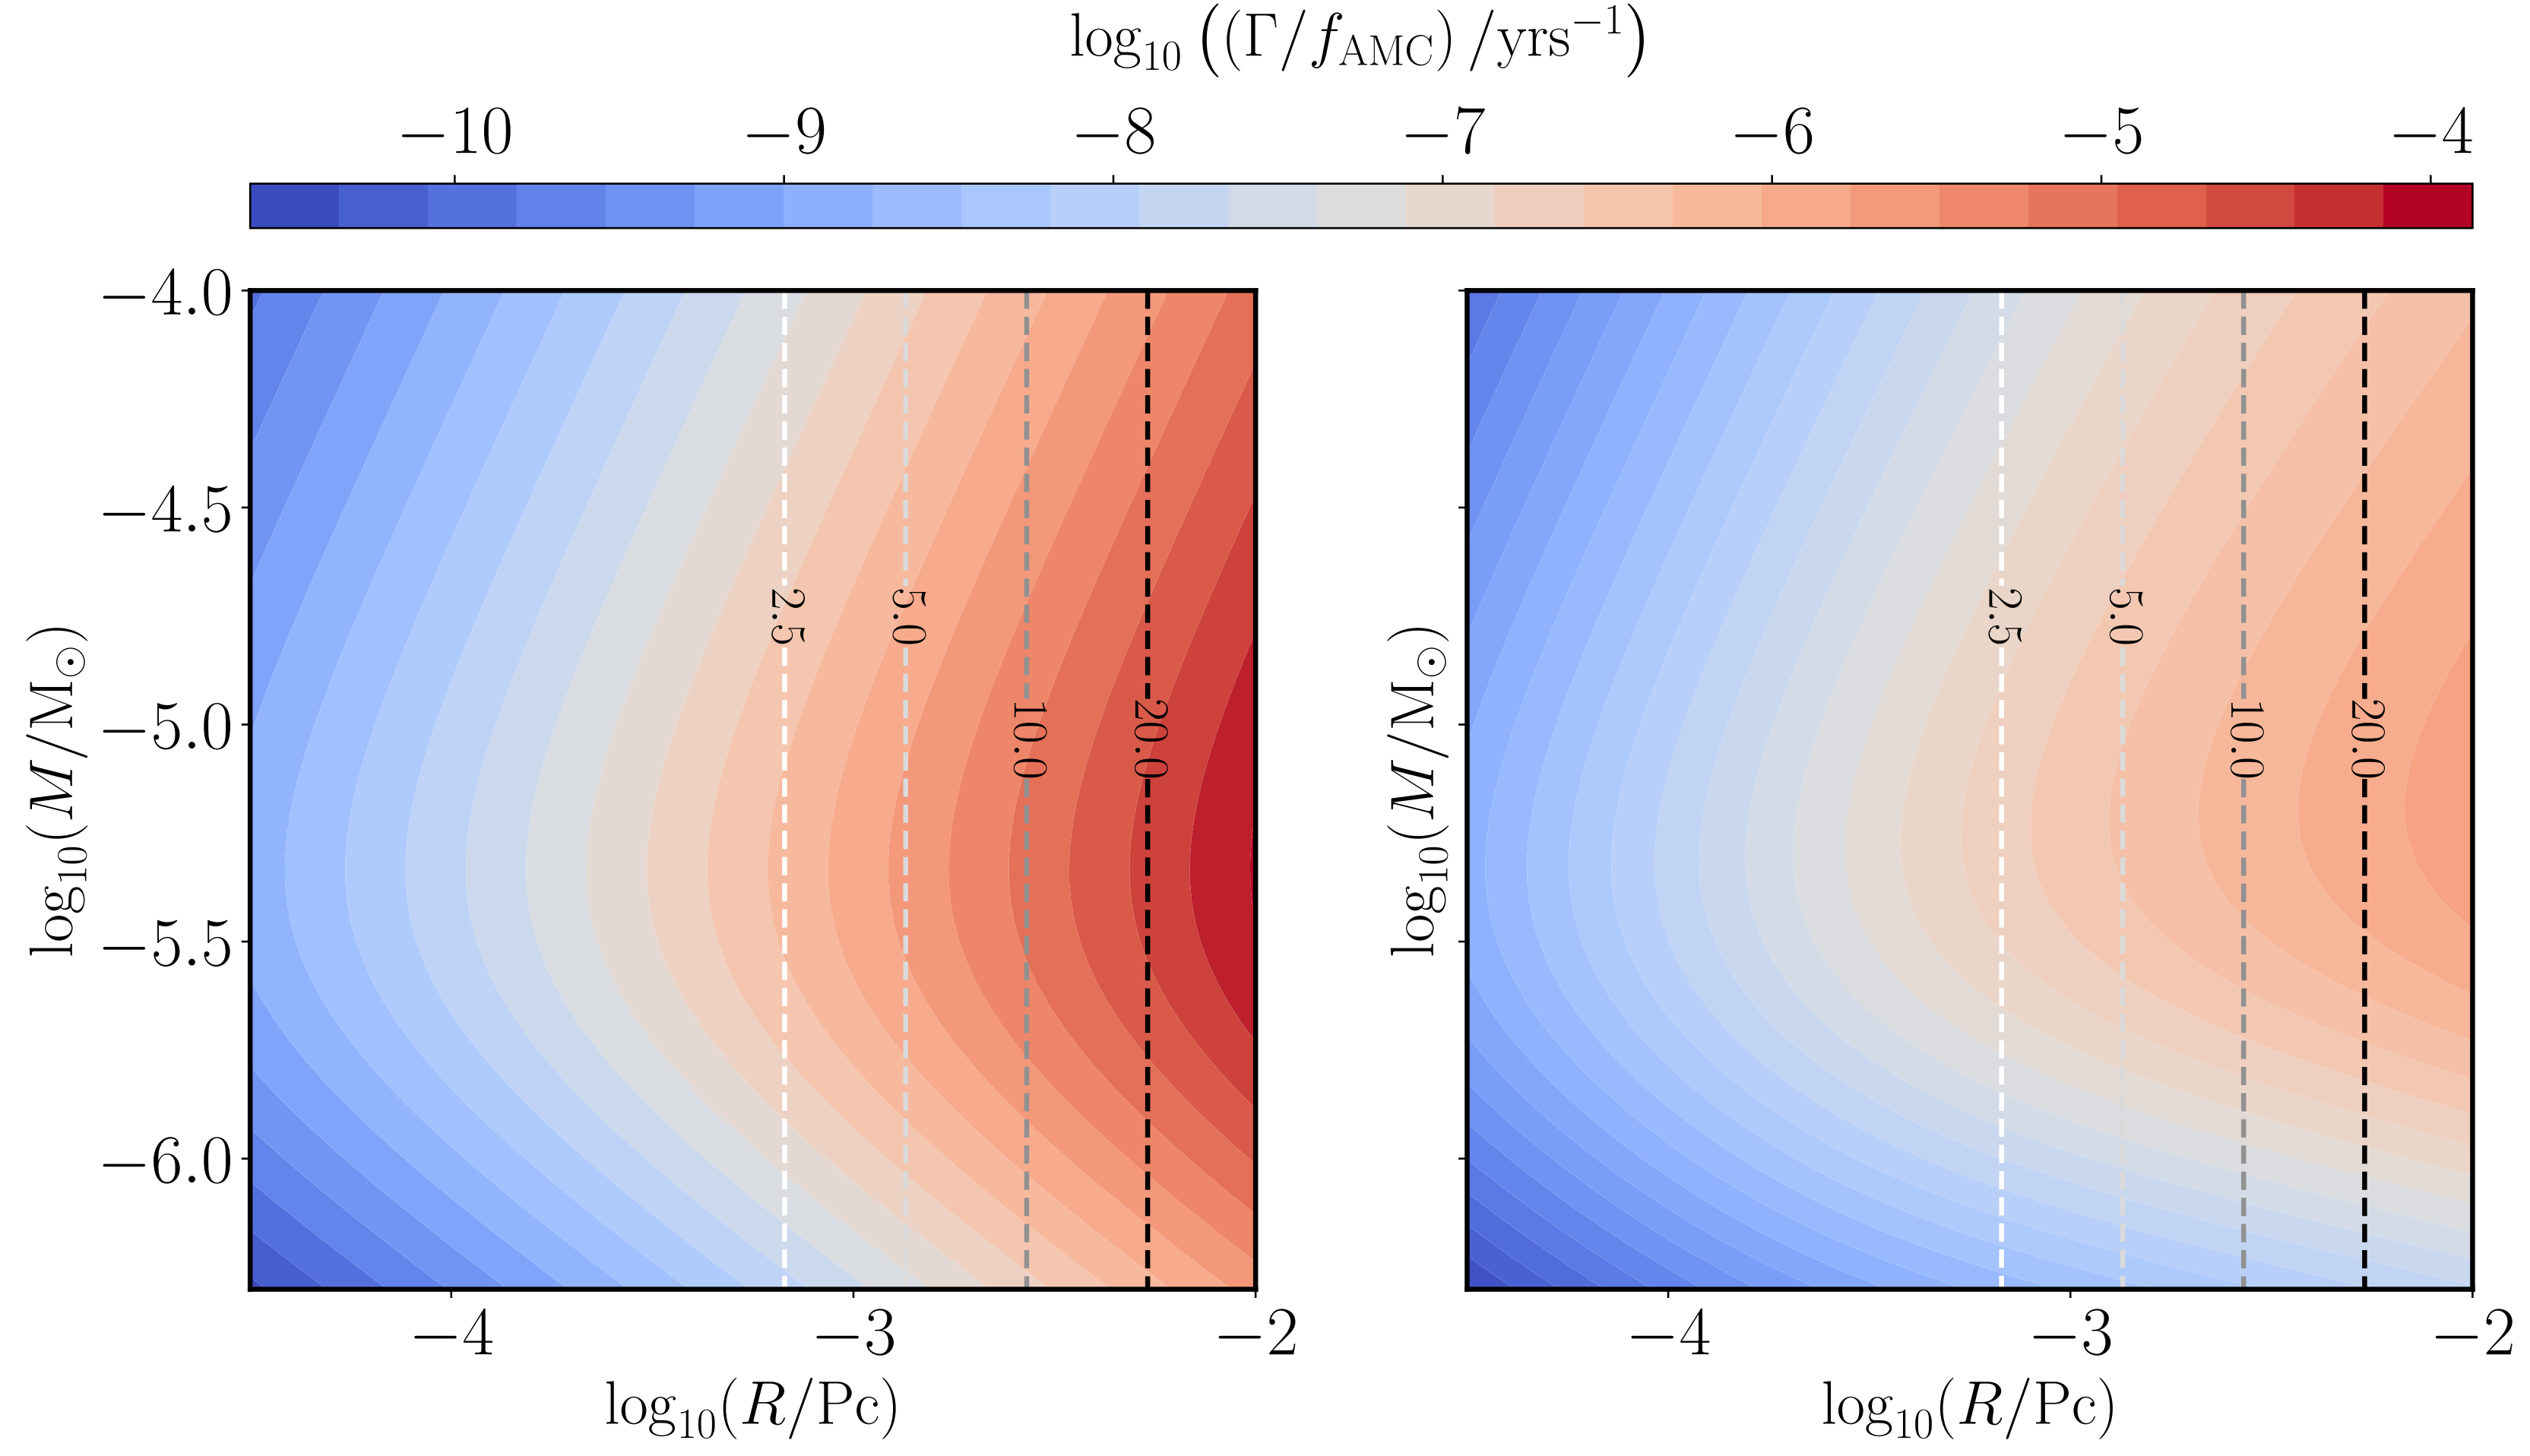 log₁₀ ((Γ/f_AMC) /yrs⁻¹)
−10 −9 −8 −7 −6 −5 −4
−4.0
−4.5
−5.0
−5.5
−6.0
log₁₀(M/M⊙)
2.5
5.0
10.0
20.0
−4 −3 −2
log₁₀(R/Pc)
log₁₀(M/M⊙)
2.5
5.0
10.0
20.0
−4 −3 −2
log₁₀(R/Pc)